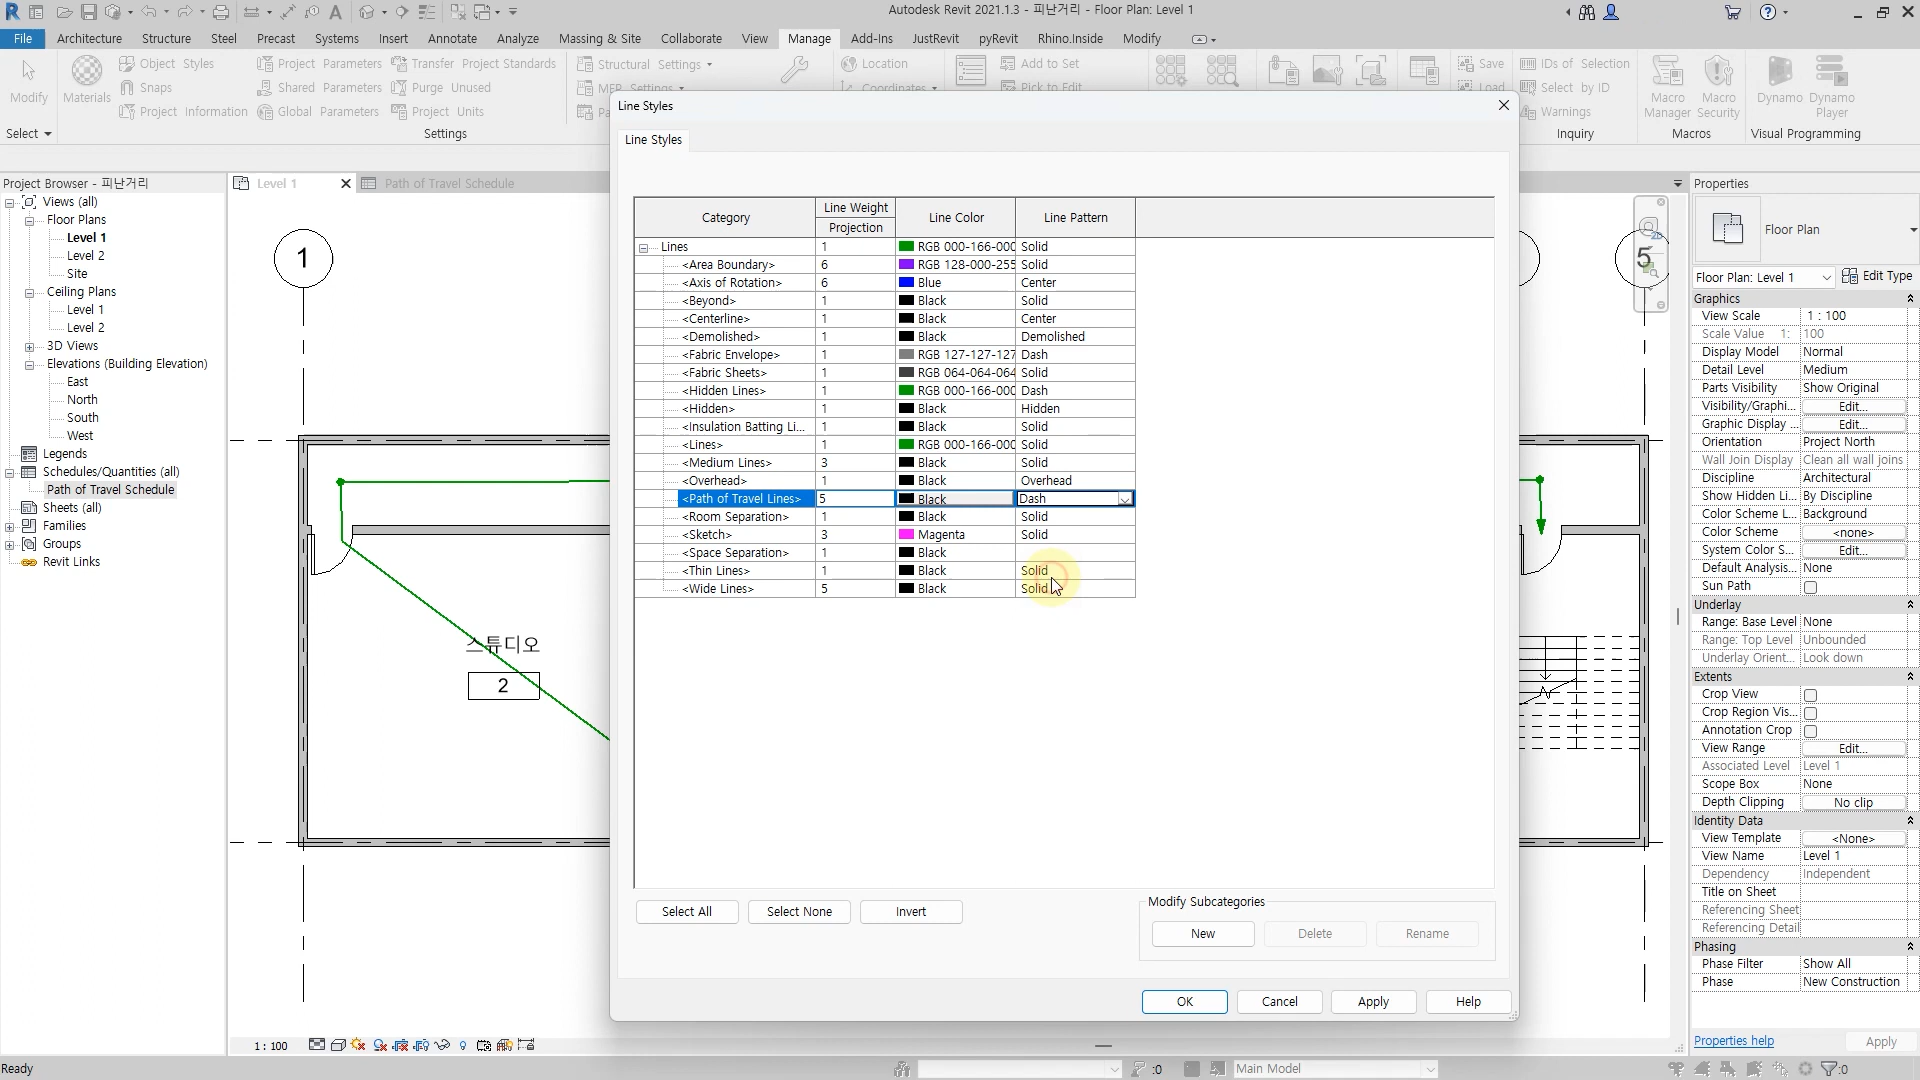 Autodesk Revit 2021.1.3 - 피난거리 - Floor Plan: Level 1
File Architecture Structure Steel Precast Systems Insert Annotate Analyze Massing & Site Collaborate View Manage Add-Ins JustRevit pyRevit Rhino.Inside Modify
Modify
Select
Materials
Object Styles
Snaps
Project Information
Project Parameters
Shared Parameters
Global Parameters
Transfer Project Standards
Purge Unused
Project Units
Structural Settings
MEP Settings
Settings
Location
Coordinates
Add to Set
Pick to Edit
Save
Load
IDs of Selection
Select by ID
Warnings
Inquiry
Macro Manager
Macro Security
Macros
Dynamo
Dynamo Player
Visual Programming
Project Browser - 피난거리
Views (all)
Floor Plans
Level 1
Level 2
Site
Ceiling Plans
Level 1
Level 2
3D Views
Elevations (Building Elevation)
East
North
South
West
Legends
Schedules/Quantities (all)
Path of Travel Schedule
Sheets (all)
Families
Groups
Revit Links
Level 1
Path of Travel Schedule
1
5
2D
스튜디오
2
Line Styles
Line Styles
Category Line Weight Line Color Line Pattern
Projection
Lines 1 RGB 000-166-000 Solid
<Area Boundary> 6 RGB 128-000-255 Solid
<Axis of Rotation> 6 Blue Center
<Beyond> 1 Black Solid
<Centerline> 1 Black Center
<Demolished> 1 Black Demolished
<Fabric Envelope> 1 RGB 127-127-127 Dash
<Fabric Sheets> 1 RGB 064-064-064 Solid
<Hidden Lines> 1 RGB 000-166-000 Dash
<Hidden> 1 Black Hidden
<Insulation Batting Li... 1 Black Solid
<Lines> 1 RGB 000-166-000 Solid
<Medium Lines> 3 Black Solid
<Overhead> 1 Black Overhead
<Path of Travel Lines> 5 Black Dash
<Room Separation> 1 Black Solid
<Sketch> 3 Magenta Solid
<Space Separation> 1 Black
<Thin Lines> 1 Black Solid
<Wide Lines> 5 Black Solid
Select All Select None Invert
Modify Subcategories
New Delete Rename
OK Cancel Apply Help
Properties
Floor Plan
Floor Plan: Level 1 Edit Type
Graphics
View Scale 1 : 100
Scale Value 1: 100
Display Model Normal
Detail Level Medium
Parts Visibility Show Original
Visibility/Graphi... Edit...
Graphic Display ... Edit...
Orientation Project North
Wall Join Display Clean all wall joins
Discipline Architectural
Show Hidden Li... By Discipline
Color Scheme L... Background
Color Scheme <none>
System Color S... Edit...
Default Analysis... None
Sun Path
Underlay
Range: Base Level None
Range: Top Level Unbounded
Underlay Orient... Look down
Extents
Crop View
Crop Region Vis...
Annotation Crop
View Range Edit...
Associated Level Level 1
Scope Box None
Depth Clipping No clip
Identity Data
View Template <None>
View Name Level 1
Dependency Independent
Title on Sheet
Referencing Sheet
Referencing Detail
Phasing
Phase Filter Show All
Phase New Construction
Properties help Apply
1 : 100
Ready
:0
Main Model
:0